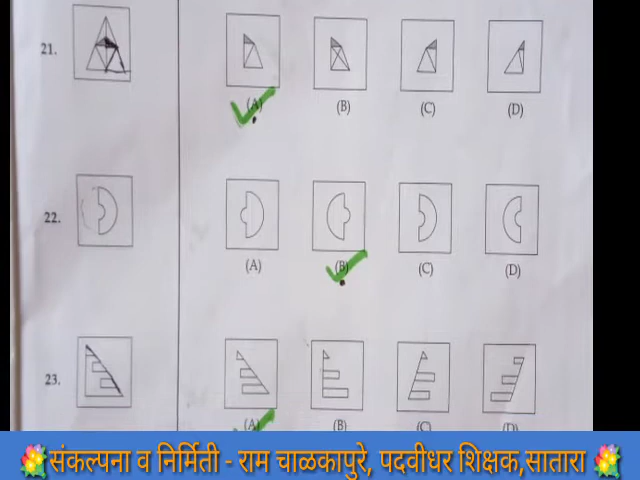 21.
(A) (B) (C) (D)
22.
(A) (B) (C) (D)
23.
(A) (B) (C) (D)
संकल्पना व निर्मिती - राम चाळकापुरे, पदवीधर शिक्षक,सातारा